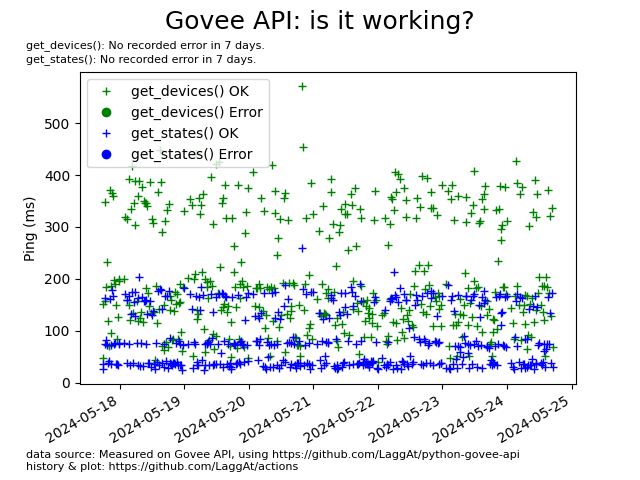 Govee API: is it working?
get_devices(): No recorded error in 7 days.
get_states(): No recorded error in 7 days.
get_devices() OK
get_devices() Error
get_states() OK
get_states() Error
Ping (ms)
500
400
300
200
100
0
2024-05-18
2024-05-19
2024-05-20
2024-05-21
2024-05-22
2024-05-23
2024-05-24
2024-05-25
data source: Measured on Govee API, using https://github.com/LaggAt/python-govee-api
history & plot: https://github.com/LaggAt/actions